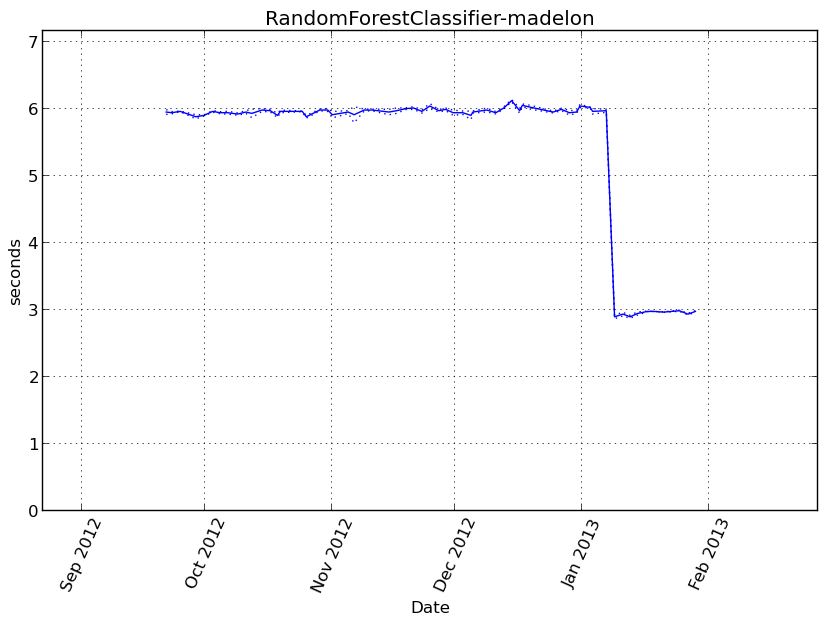 RandomForestClassifier-madelon
7
6
5
4
3
2
1
0
seconds
Sep 2012
Oct 2012
Nov 2012
Dec 2012
Jan 2013
Feb 2013
Date